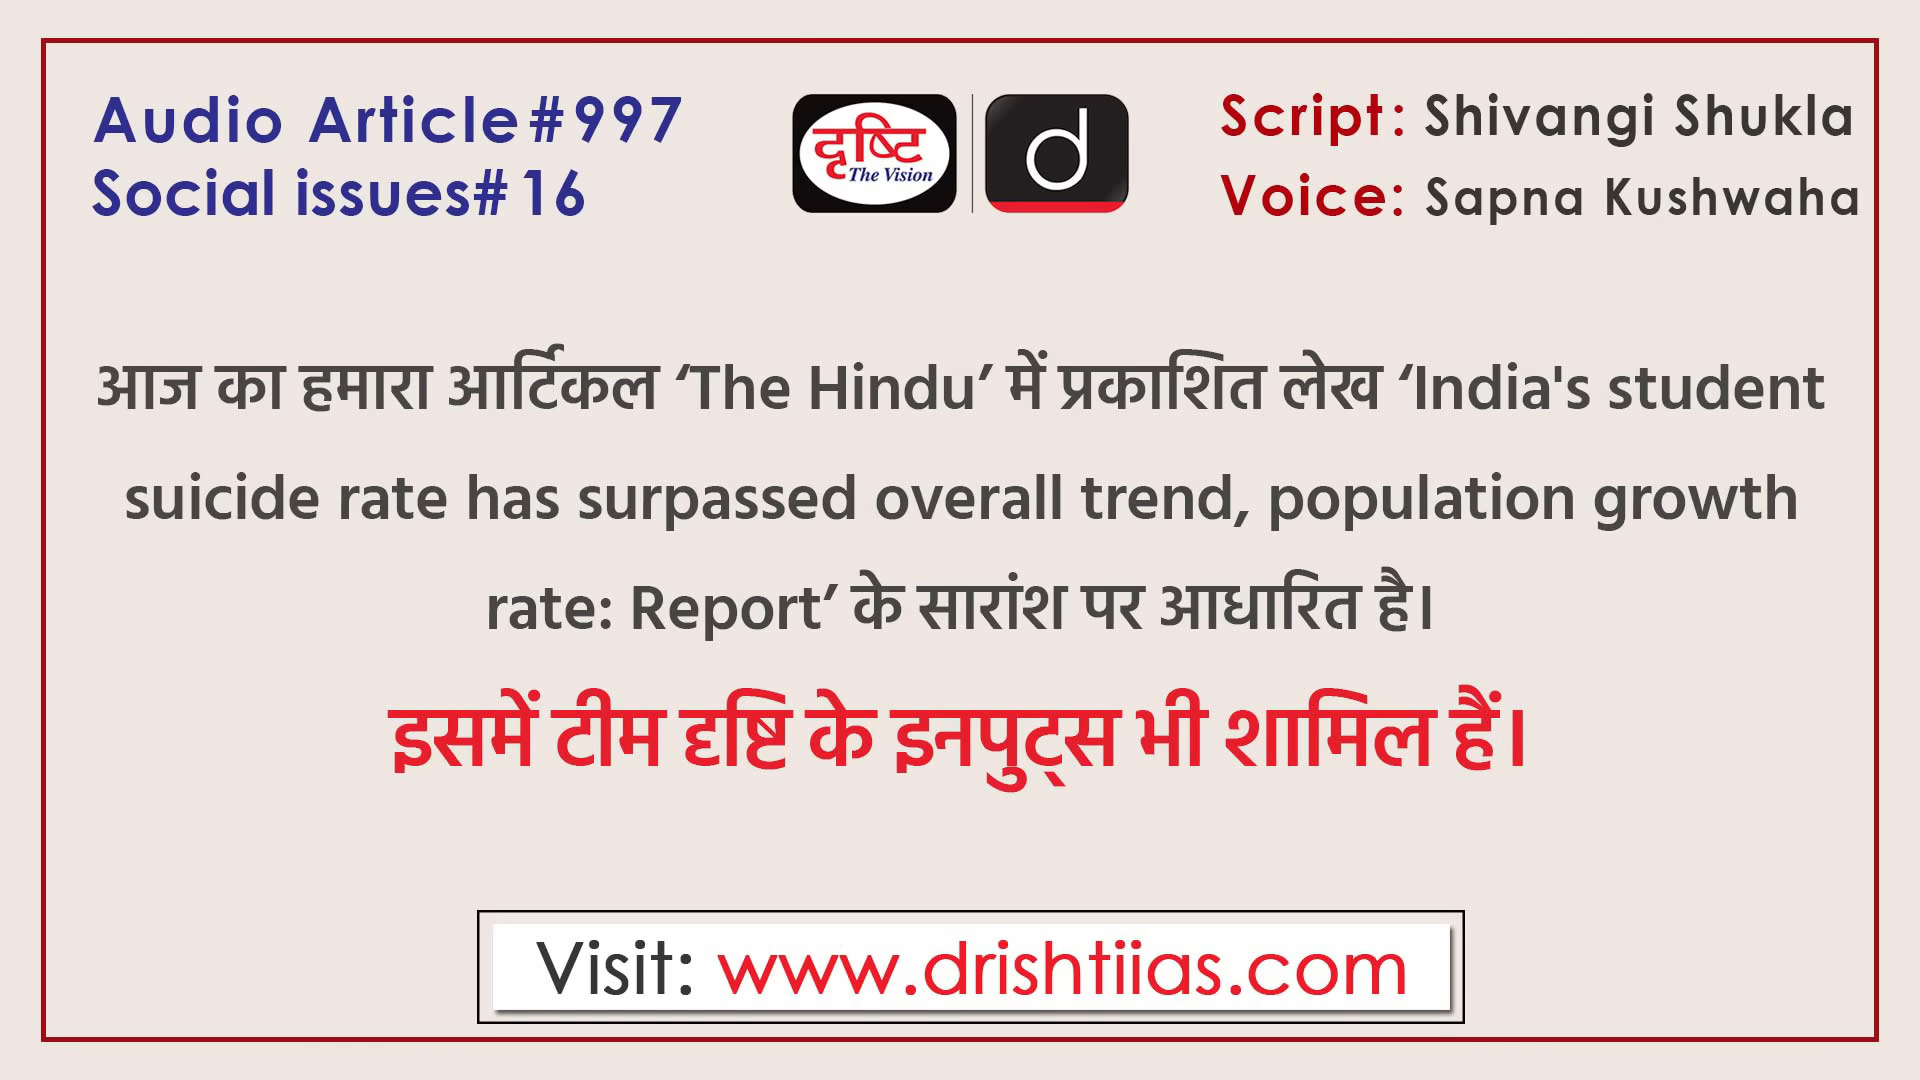 Audio Article#997
Social issues#16
दृष्टि
The Vision
d
Script: Shivangi Shukla
Voice: Sapna Kushwaha
आज का हमारा आर्टिकल ‘The Hindu’ में प्रकाशित लेख ‘India's student
suicide rate has surpassed overall trend, population growth
rate: Report’ के सारांश पर आधारित है।
इसमें टीम दृष्टि के इनपुट्स भी शामिल हैं।
Visit: www.drishtiias.com